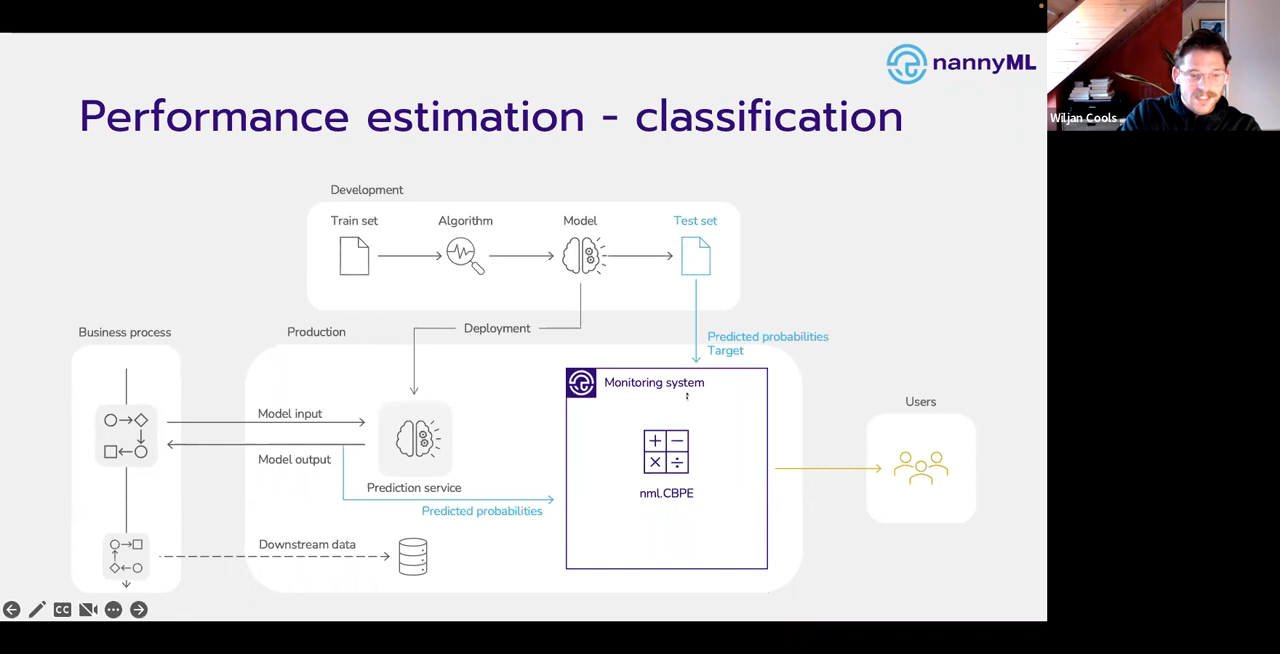 nannyML
Performance estimation - classification
Wiljan Cools
Development
Train set
Algorithm
Model
Test set
Deployment
Predicted probabilities
Target
Business process
Production
Monitoring system
Model input
Model output
Prediction service
Predicted probabilities
nml.CBPE
Users
Downstream data
CC